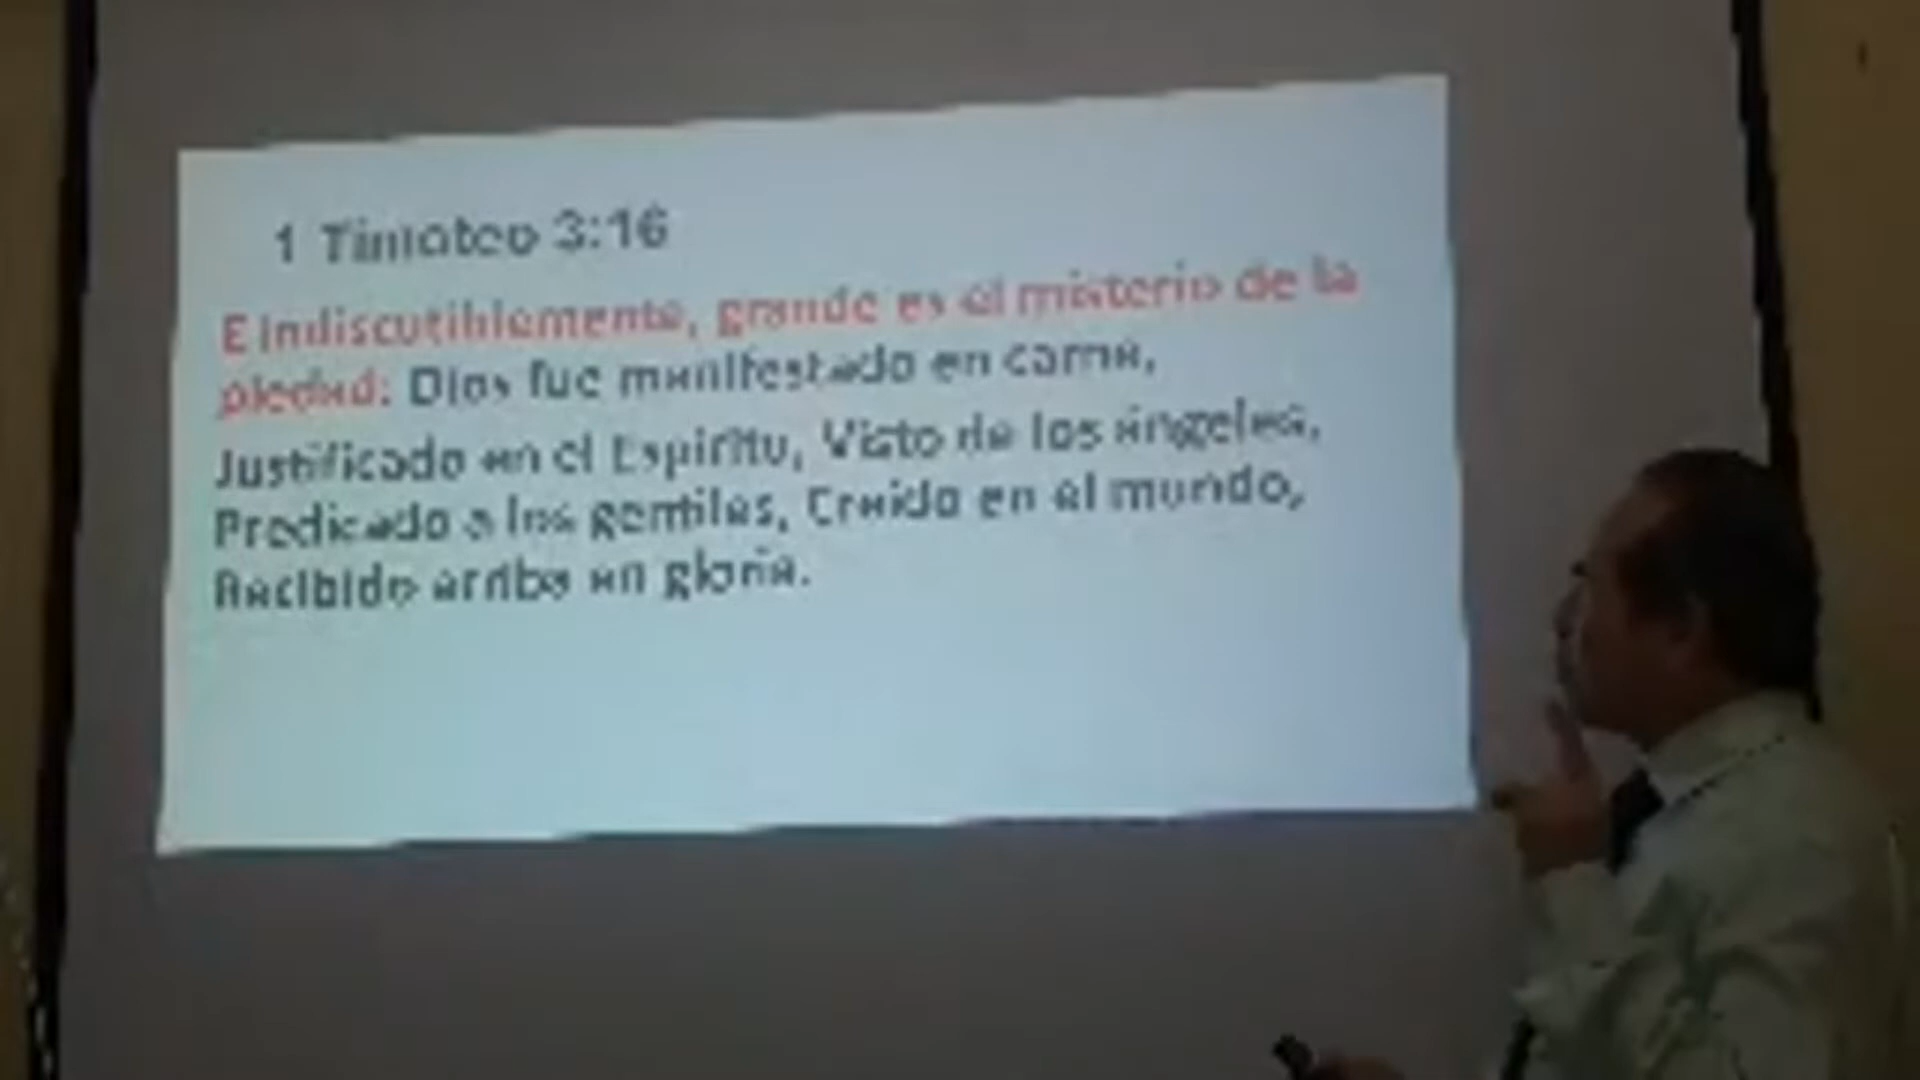 1 Timoteo 3:16
E indiscutiblemente, grande es el misterio de la
piedad: Dios fue manifestado en carne,
Justificado en el Espíritu, Visto de los ángeles,
Predicado a los gentiles, Creído en el mundo,
Recibido arriba en gloria.